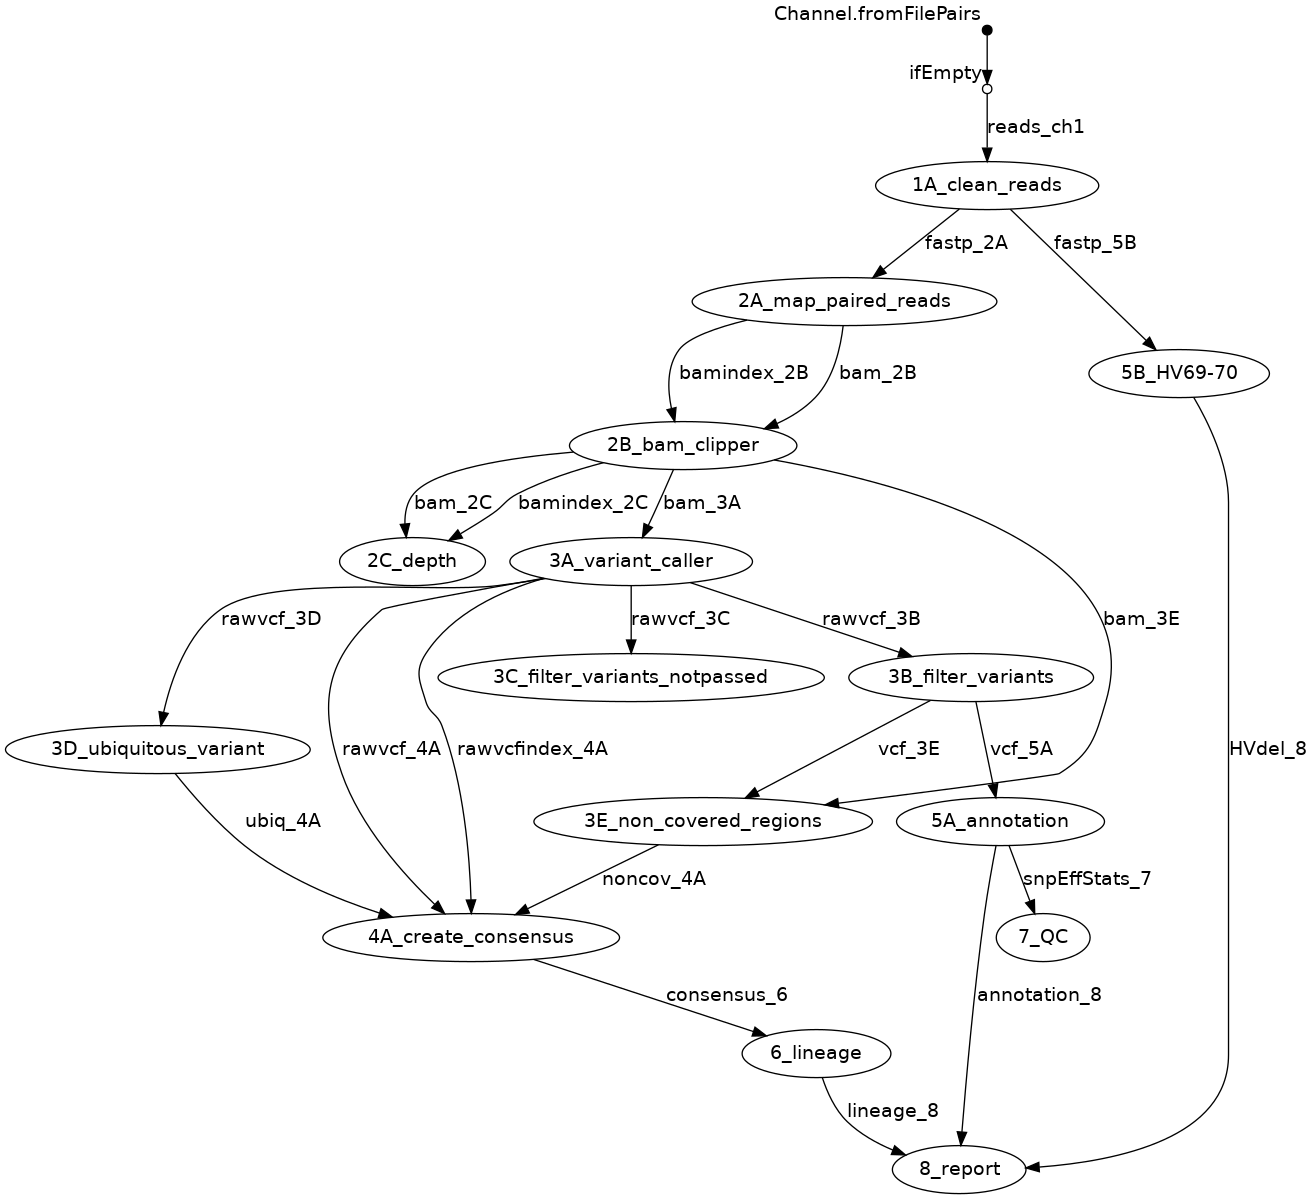 Channel.fromFilePairs
ifEmpty
reads_ch1
1A_clean_reads
fastp_2A
fastp_5B
2A_map_paired_reads
5B_HV69-70
bamindex_2B
bam_2B
2B_bam_clipper
bam_2C
bamindex_2C
bam_3A
2C_depth
3A_variant_caller
rawvcf_3D
rawvcf_3C
rawvcf_3B
bam_3E
3C_filter_variants_notpassed
3B_filter_variants
3D_ubiquitous_variant
rawvcf_4A
rawvcfindex_4A
vcf_3E
vcf_5A
HVdel_8
ubiq_4A
3E_non_covered_regions
5A_annotation
noncov_4A
snpEffStats_7
4A_create_consensus
7_QC
consensus_6
annotation_8
6_lineage
lineage_8
8_report